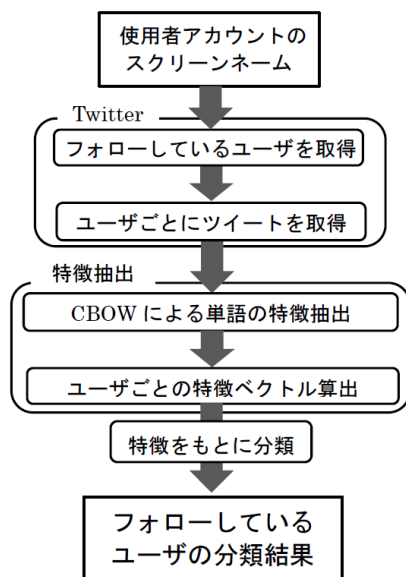 使用者アカウントの
スクリーンネーム
Twitter
フォローしているユーザを取得
ユーザごとにツイートを取得
特徴抽出
CBOW による単語の特徴抽出
ユーザごとの特徴ベクトル算出
特徴をもとに分類
フォローしている
ユーザの分類結果